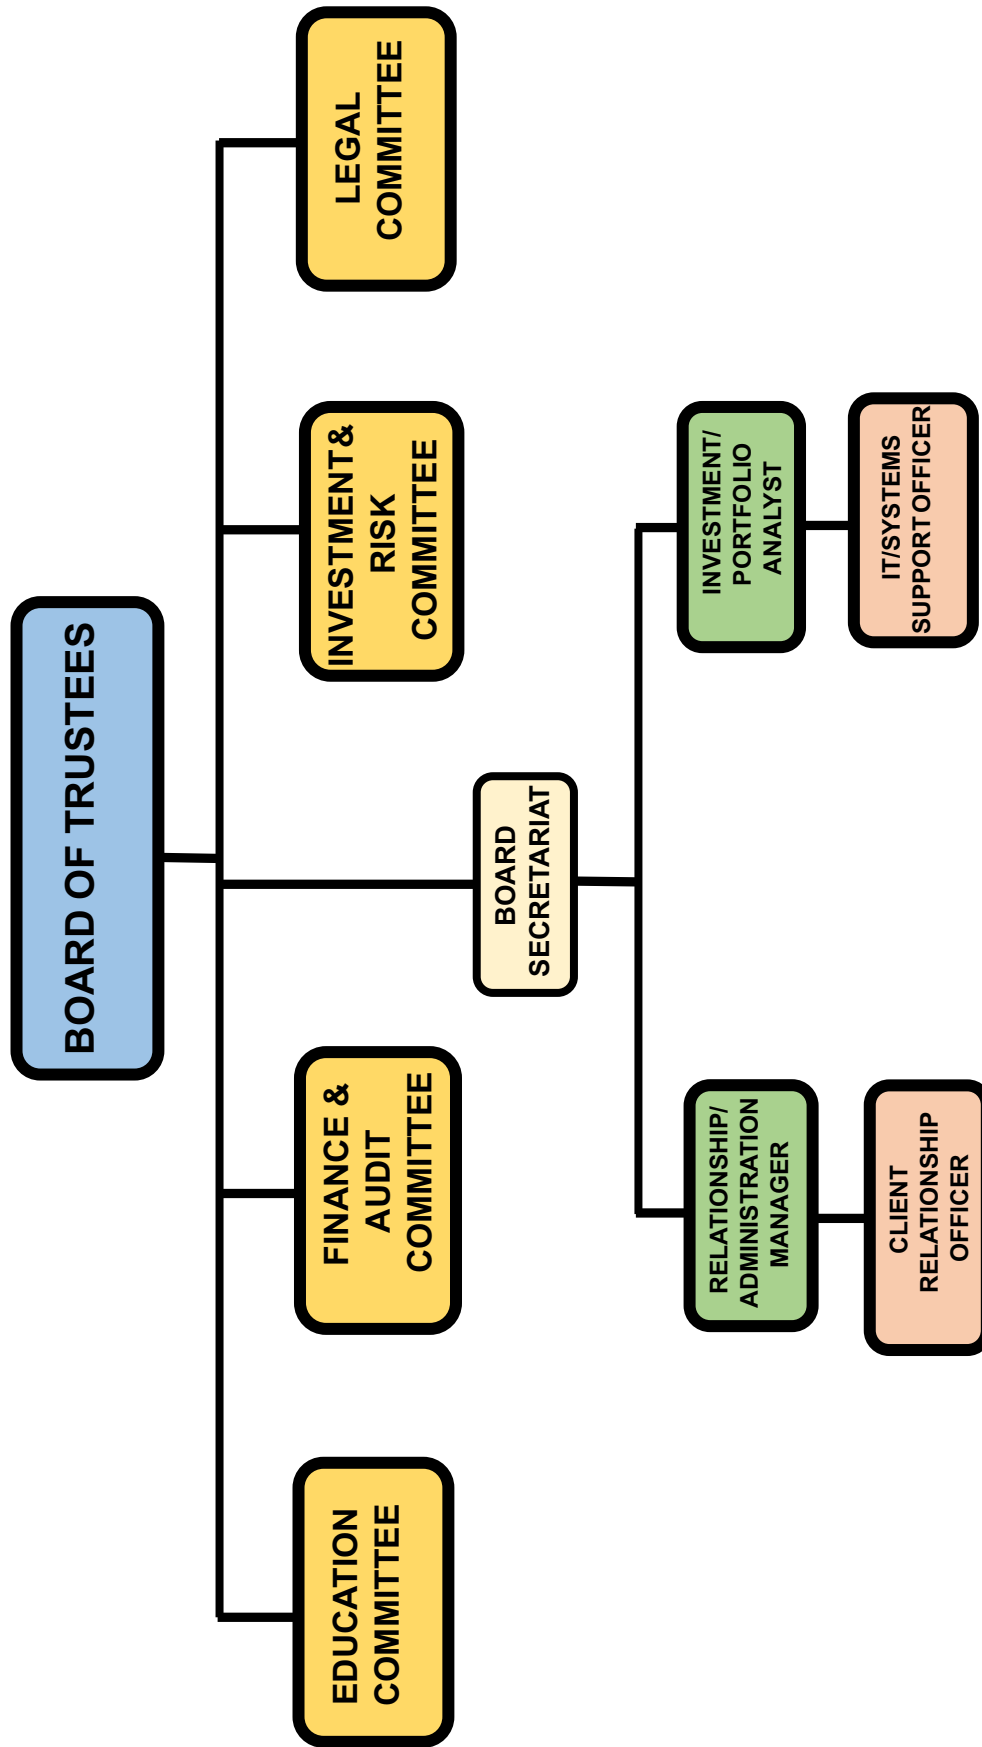 BOARD OF TRUSTEES
EDUCATION
COMMITTEE
FINANCE &
AUDIT
COMMITTEE
INVESTMENT&
RISK
COMMITTEE
LEGAL
COMMITTEE
BOARD
SECRETARIAT
RELATIONSHIP/
ADMINISTRATION
MANAGER
INVESTMENT/
PORTFOLIO
ANALYST
CLIENT
RELATIONSHIP
OFFICER
IT/SYSTEMS
SUPPORT OFFICER